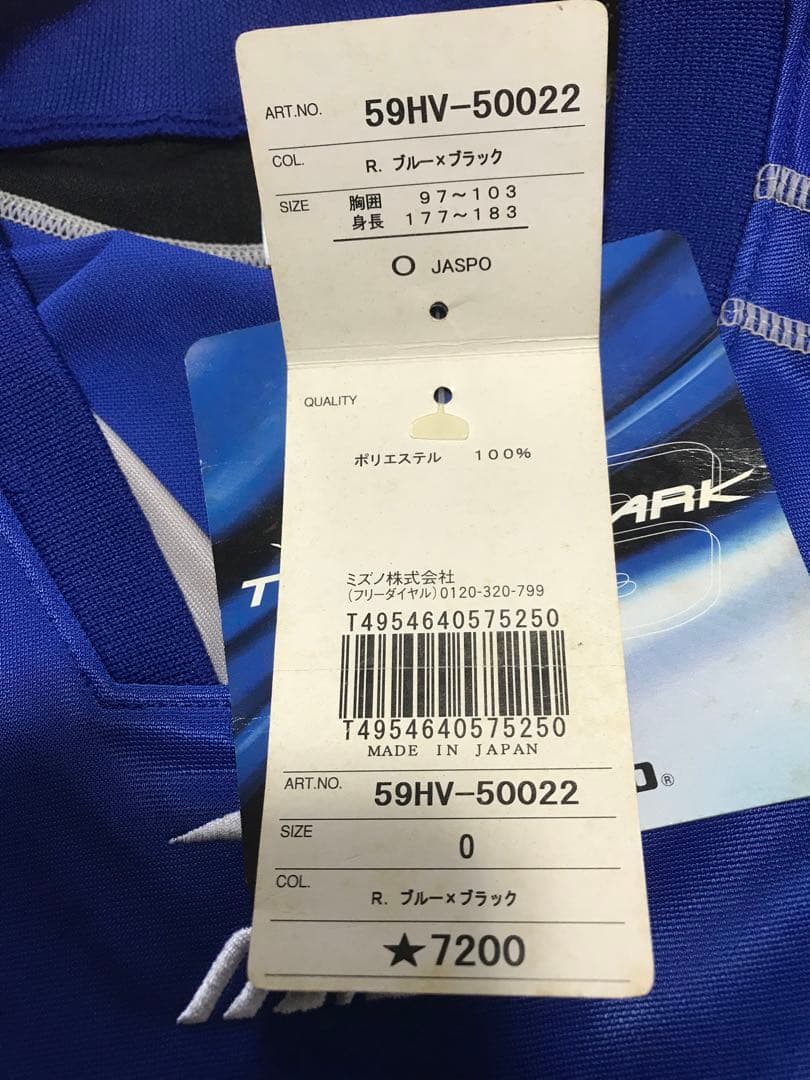 ART.NO. 59HV-50022
COL. R. ブルー×ブラック
SIZE 胸囲 97〜103
身長 177〜183
O JASPO
QUALITY
ポリエステル 100%
ARK
T
ミズノ株式会社
(フリーダイヤル)0120-320-799
T4954640575250
T4954640575250
MADE IN JAPAN
O®
ART.NO. 59HV-50022
SIZE O
COL. R. ブルー×ブラック
★7200